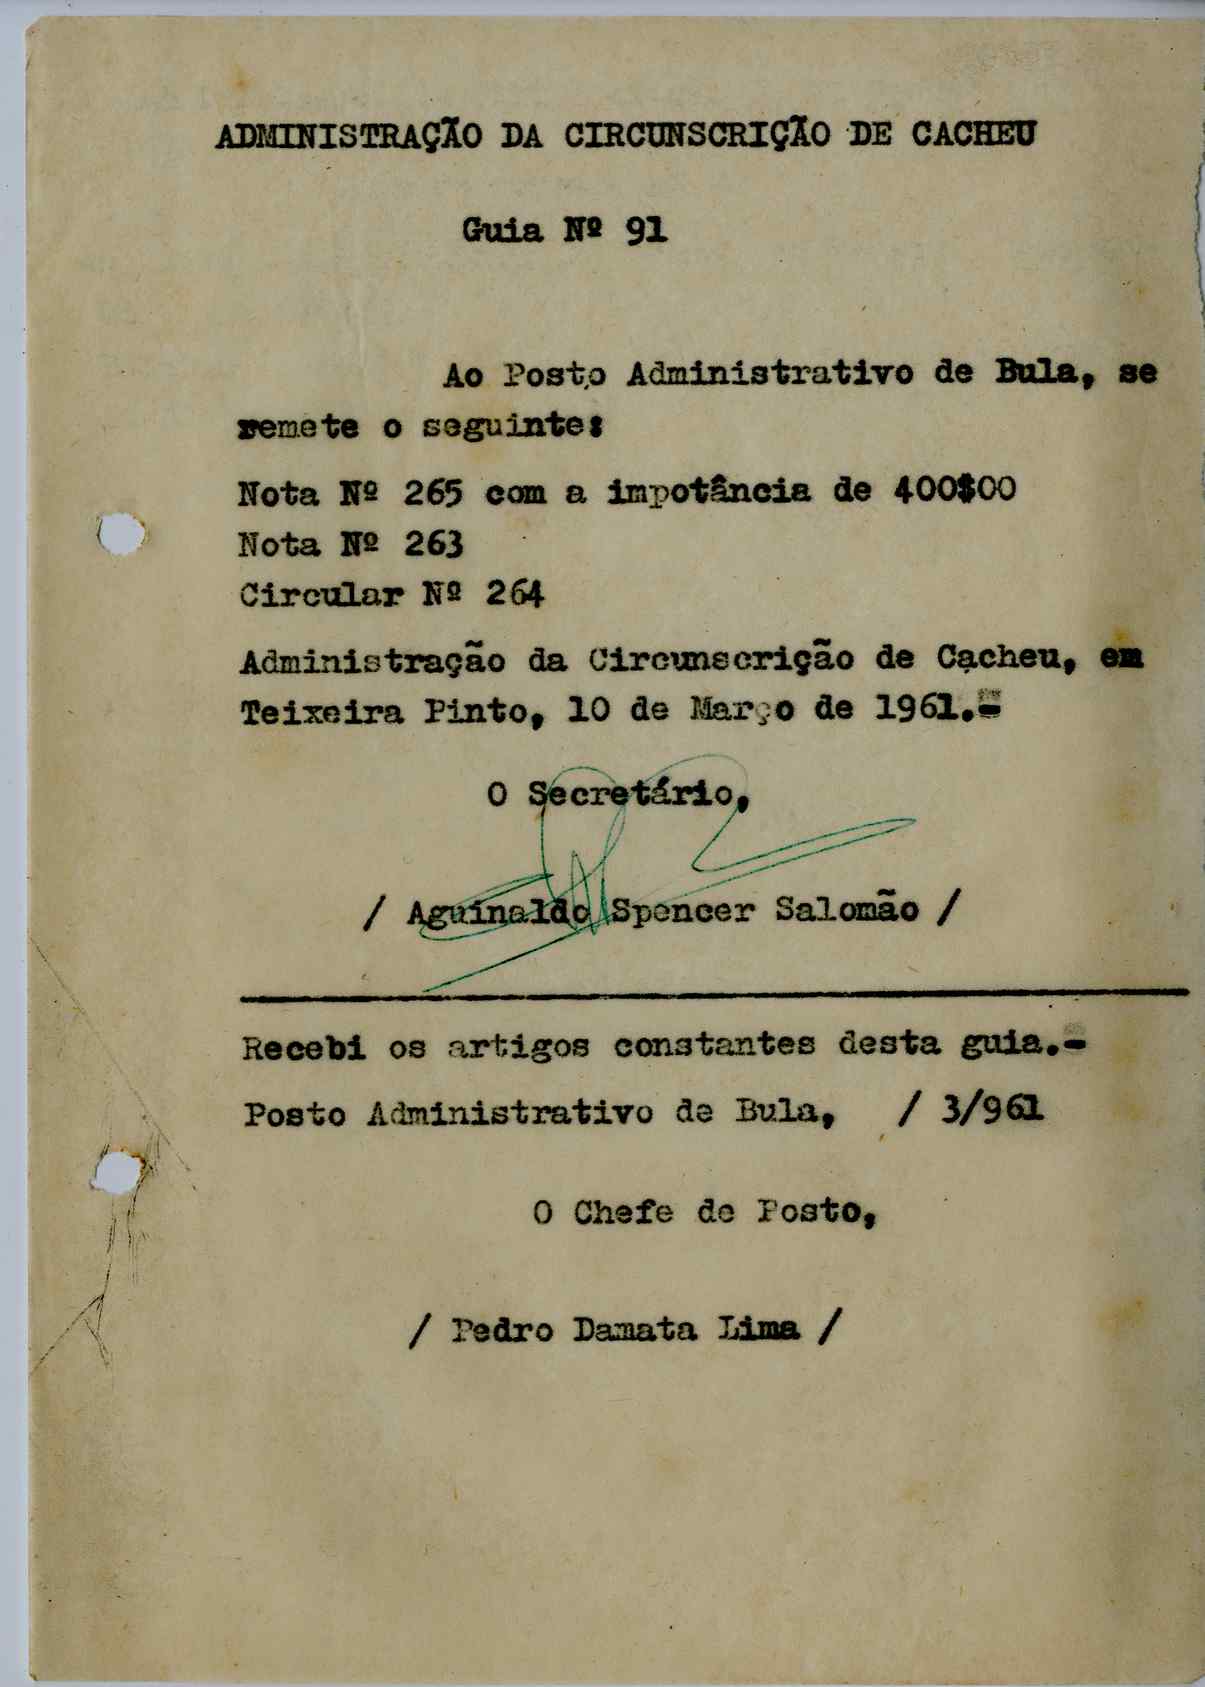 ADMINISTRAÇÃO DA CIRCUNSCRIÇÃO DE CACHEU
Guia Nº 91
Ao Posto Administrativo de Bula, se
remete o seguinte:
Nota Nº 265 com a impotância de 400$00
Nota Nº 263
Circular Nº 264
Administração da Circunscrição de Cacheu, em
Teixeira Pinto, 10 de Março de 1961.-
O Secretário,
/ Aguinaldo Spencer Salomão /
Recebi os artigos constantes desta guia.-
Posto Administrativo de Bula, / 3/961
O Chefe de Posto,
/ Pedro Damata Lima /